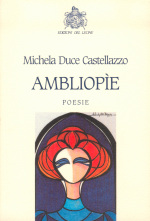 EDIZIONI DEL LEONE
Michela Duce Castellazzo
AMBLIOPÌE
POESIE